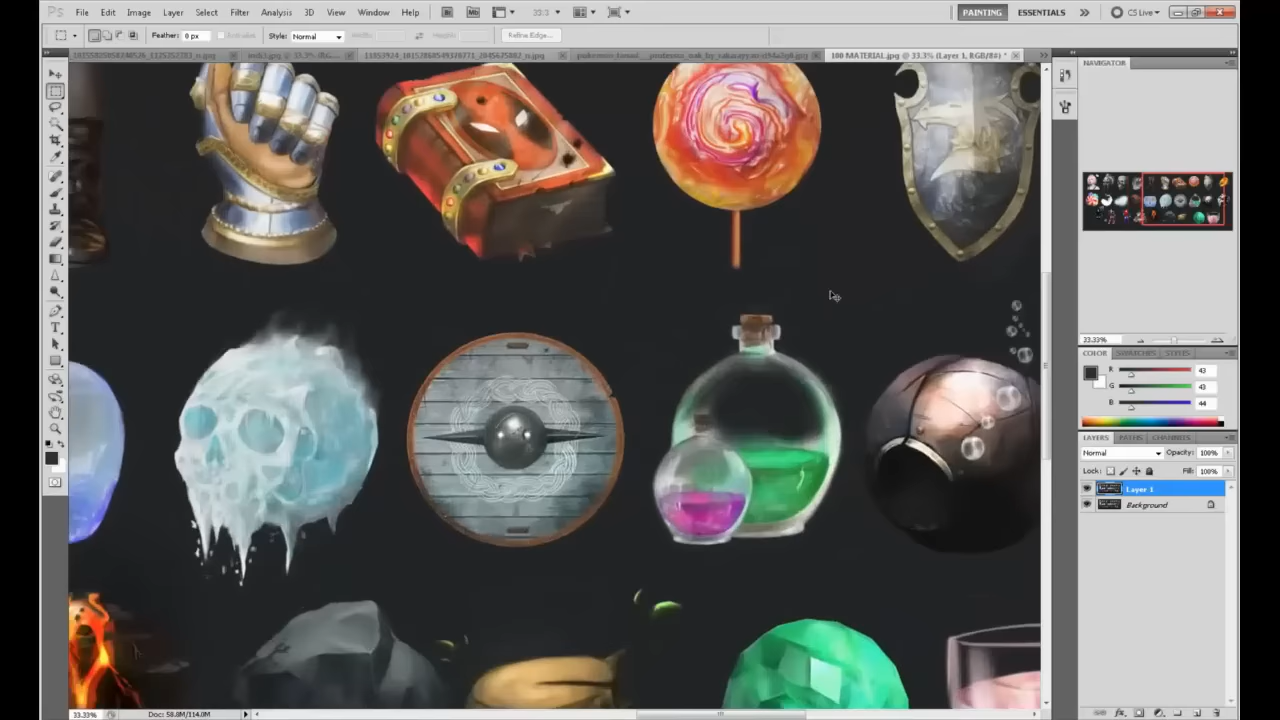 Ps File Edit Image Layer Select Filter Analysis 3D View Window Help 33.3 PAINTING ESSENTIALS CS Live
Feather: 0 px Style: Normal Refine Edge...
100 MATERIAL.jpg @ 33.3% (Layer 1, RGB/8#) *
NAVIGATOR
33.33%
COLOR SWATCHES STYLES
R 43
G 43
B 44
LAYERS PATHS CHANNELS
Normal Opacity: 100%
Lock: Fill: 100%
Layer 1
Background
33.33% Doc: 58.8M/114.0M